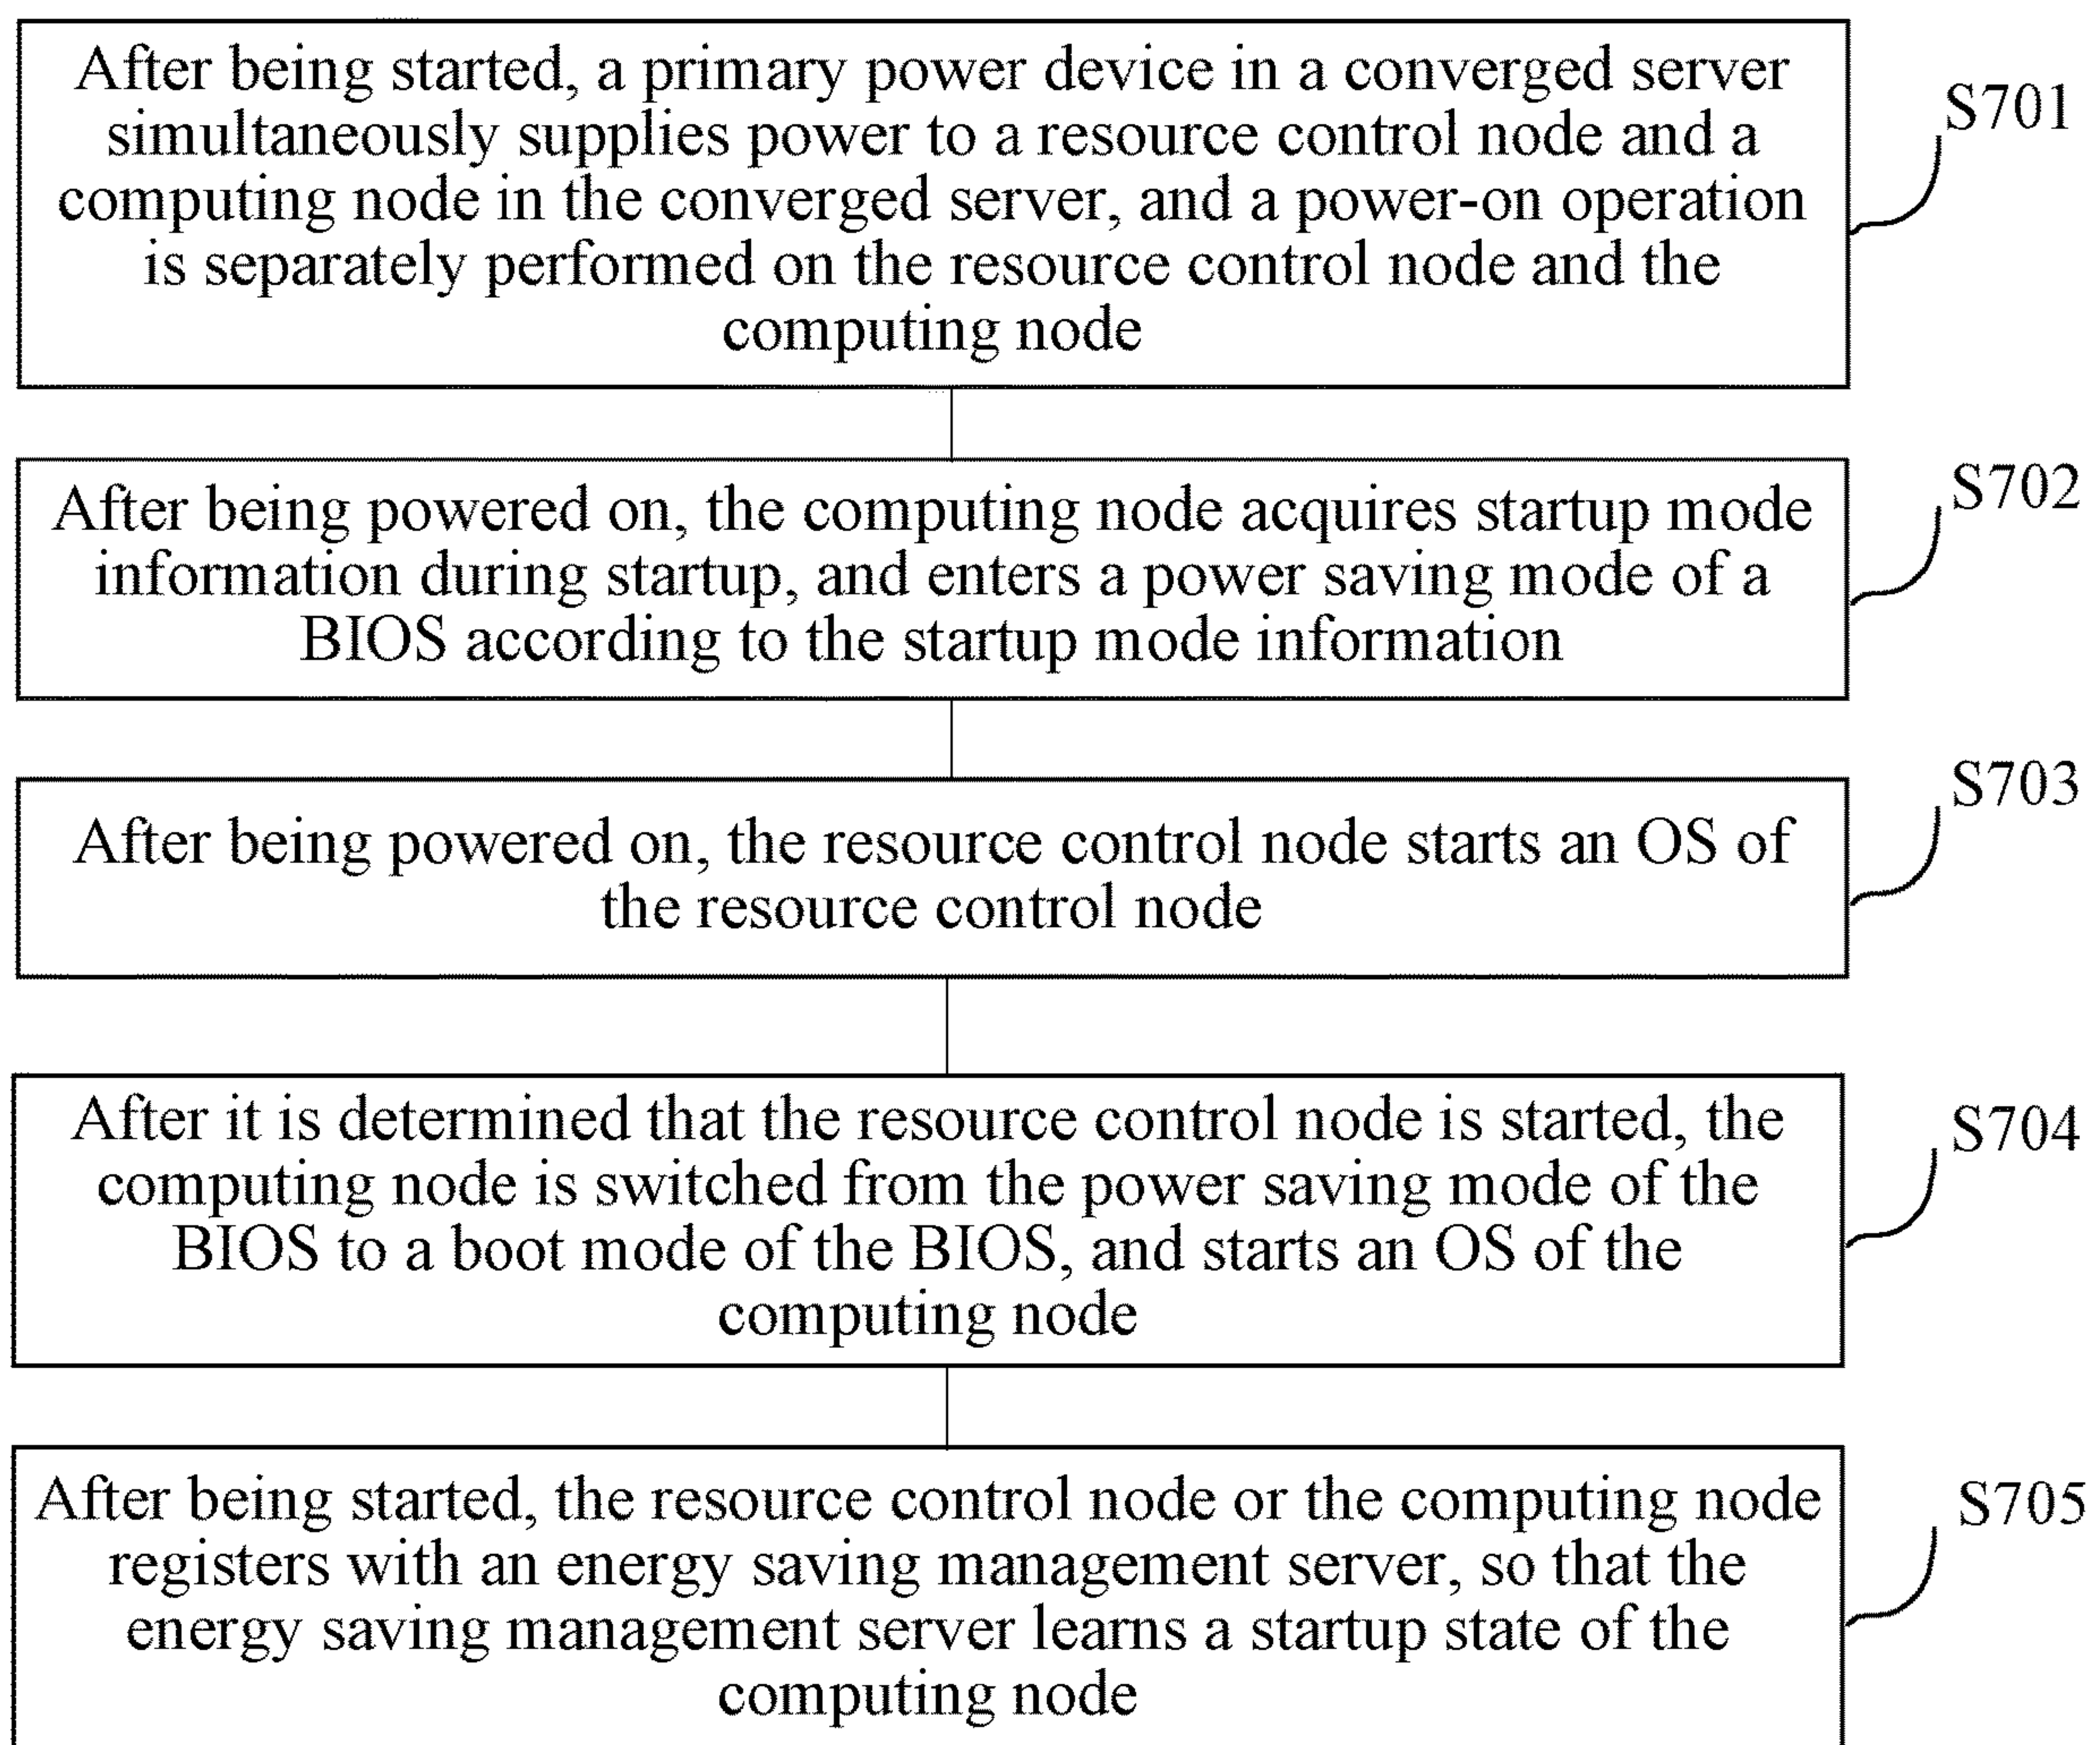 After being started, a primary power device in a converged server
simultaneously supplies power to a resource control node and a
computing node in the converged server, and a power-on operation
is separately performed on the resource control node and the
computing node
S701
After being powered on, the computing node acquires startup mode
information during startup, and enters a power saving mode of a
BIOS according to the startup mode information
S702
After being powered on, the resource control node starts an OS of
the resource control node
S703
After it is determined that the resource control node is started, the
computing node is switched from the power saving mode of the
BIOS to a boot mode of the BIOS, and starts an OS of the
computing node
S704
After being started, the resource control node or the computing node
registers with an energy saving management server, so that the
energy saving management server learns a startup state of the
computing node
S705